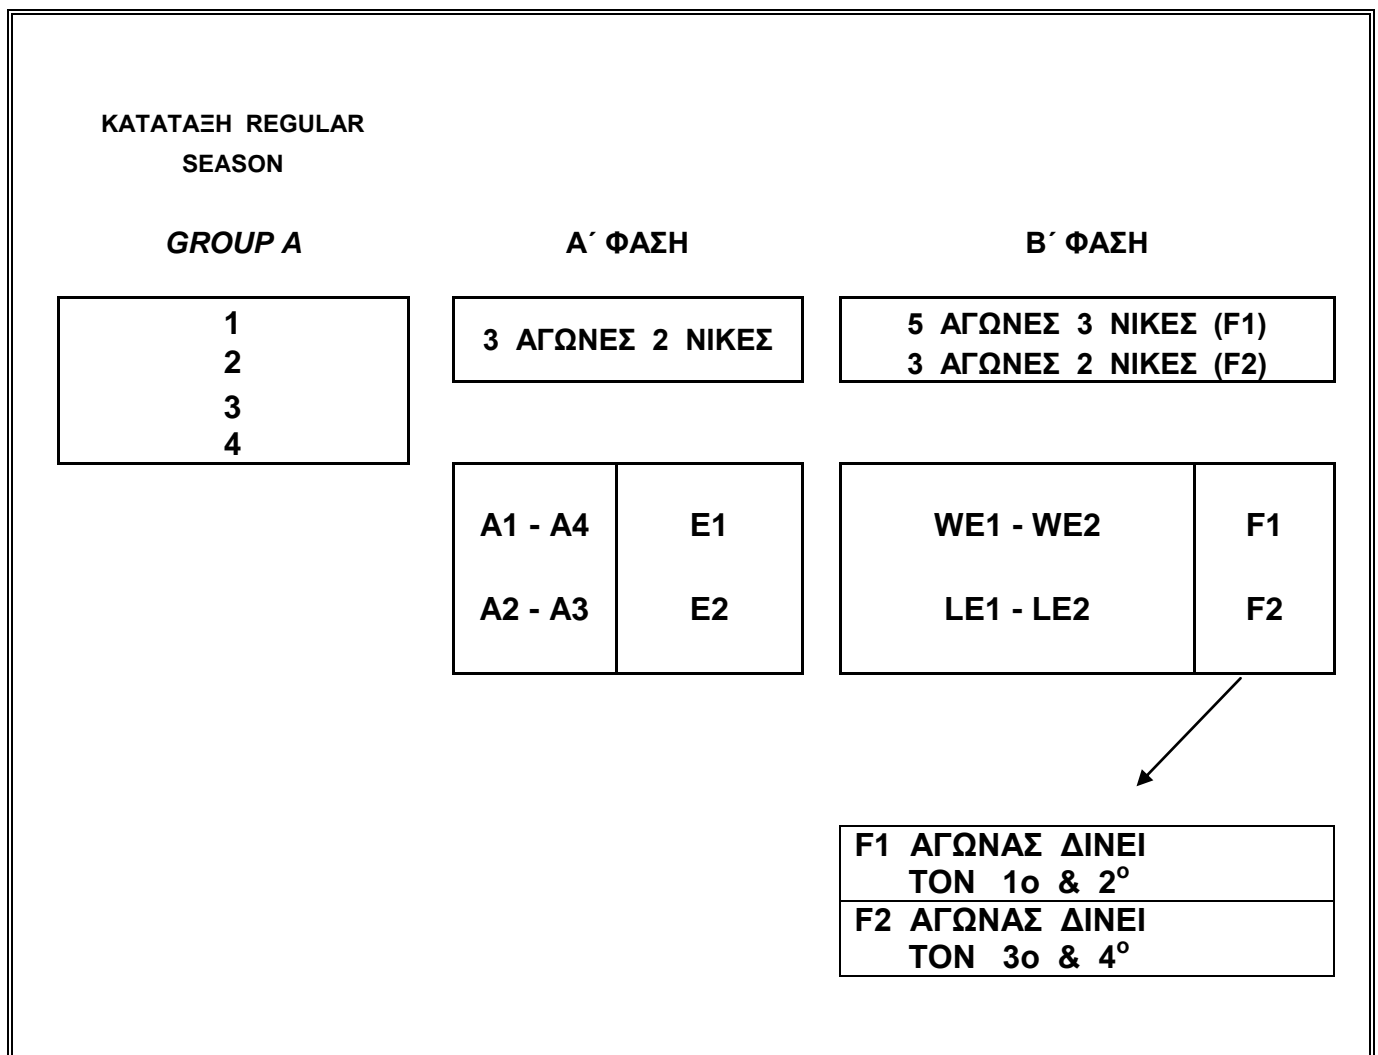 ΚΑΤΑΤΑΞΗ REGULAR
SEASON
GROUP A
Α΄ ΦΑΣΗ
Β΄ ΦΑΣΗ
1
2
3
4
3 ΑΓΩΝΕΣ 2 ΝΙΚΕΣ
5 ΑΓΩΝΕΣ 3 ΝΙΚΕΣ (F1)
3 ΑΓΩΝΕΣ 2 ΝΙΚΕΣ (F2)
A1 - A4
E1
WE1 - WE2
F1
A2 - A3
E2
LE1 - LE2
F2
F1 ΑΓΩΝΑΣ ΔΙΝΕΙ
ΤΟΝ 1ο & 2ο
F2 ΑΓΩΝΑΣ ΔΙΝΕΙ
ΤΟΝ 3ο & 4ο